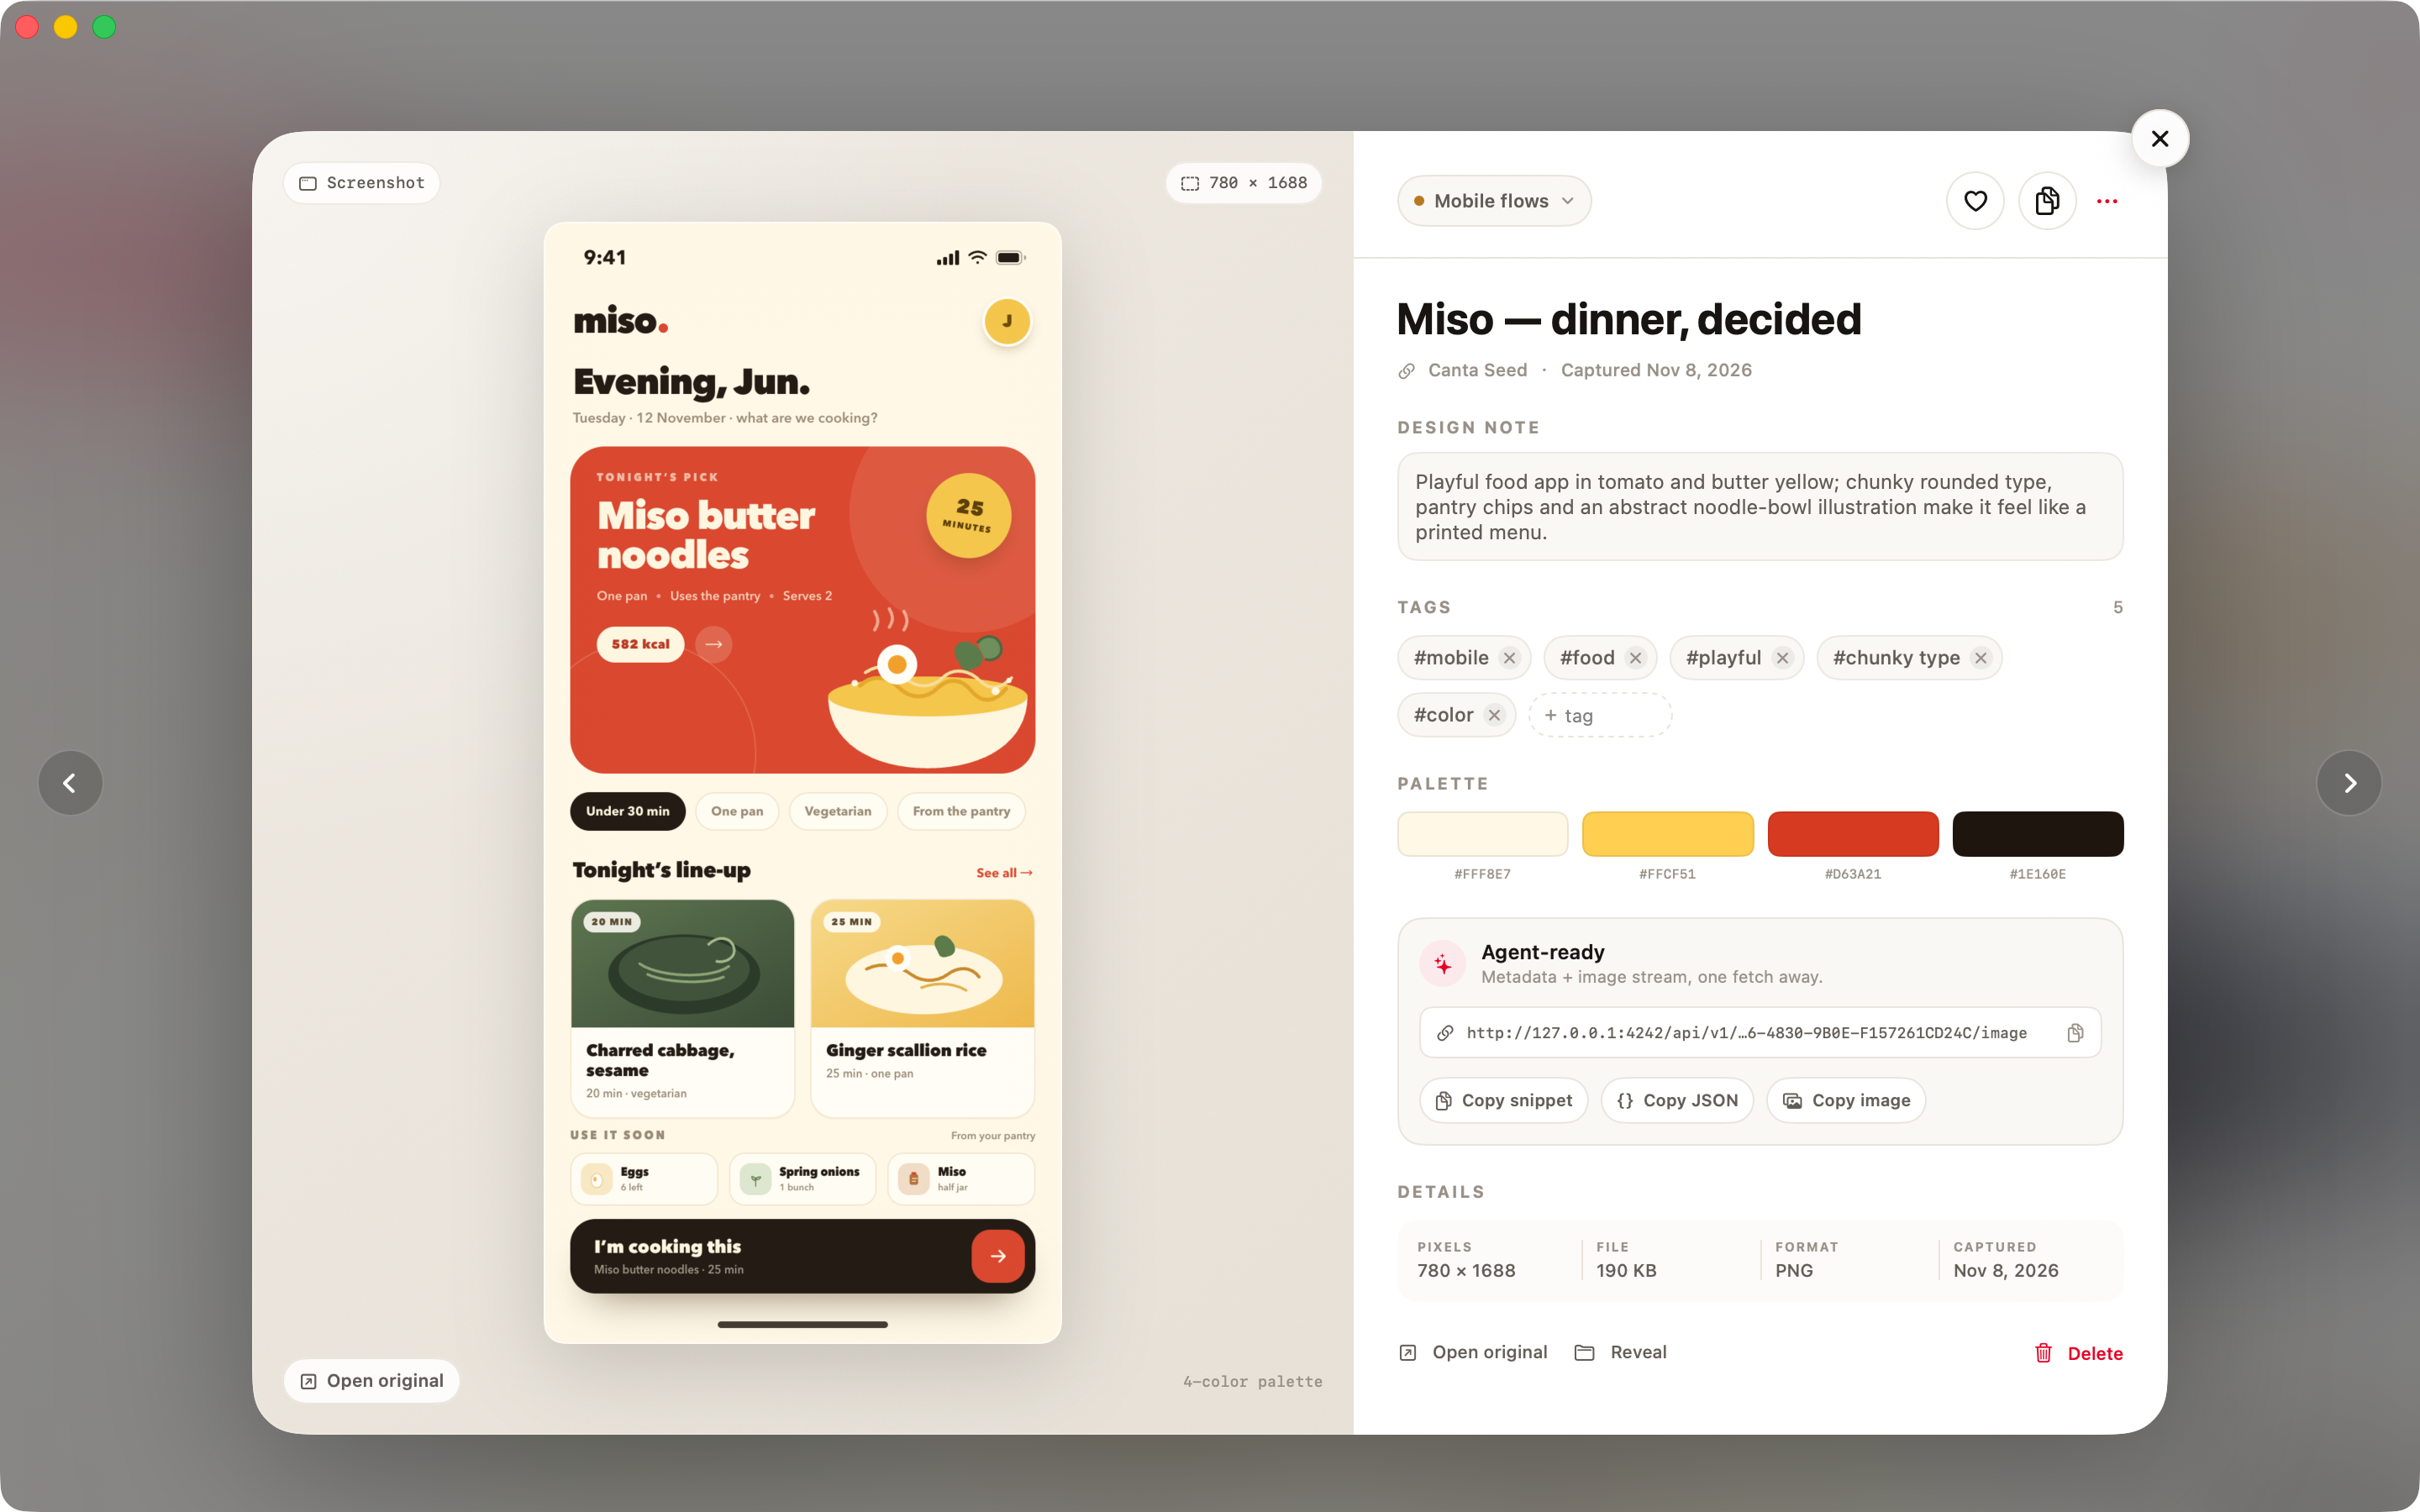 Screenshot
780 × 1688
9:41
miso.
J
Evening, Jun.
Tuesday · 12 November · what are we cooking?
TONIGHT'S PICK
25
MINUTES
Miso butter
noodles
One pan • Uses the pantry • Serves 2
582 kcal →
Under 30 min
One pan
Vegetarian
From the pantry
Tonight's line-up
See all →
20 MIN
25 MIN
Charred cabbage,
sesame
20 min · vegetarian
Ginger scallion rice
25 min · one pan
USE IT SOON
From your pantry
Eggs
6 left
Spring onions
1 bunch
Miso
half jar
I'm cooking this
Miso butter noodles · 25 min
Open original
4-color palette
Mobile flows
Miso — dinner, decided
Canta Seed · Captured Nov 8, 2026
DESIGN NOTE
Playful food app in tomato and butter yellow; chunky rounded type,
pantry chips and an abstract noodle-bowl illustration make it feel like a
printed menu.
TAGS
5
#mobile
#food
#playful
#chunky type
#color
+ tag
PALETTE
#FFF8E7
#FFCF51
#D63A21
#1E160E
Agent-ready
Metadata + image stream, one fetch away.
http://127.0.0.1:4242/api/v1/…6-4830-9B0E-F157261CD24C/image
Copy snippet
{} Copy JSON
Copy image
DETAILS
PIXELS
780 × 1688
FILE
190 KB
FORMAT
PNG
CAPTURED
Nov 8, 2026
Open original
Reveal
Delete